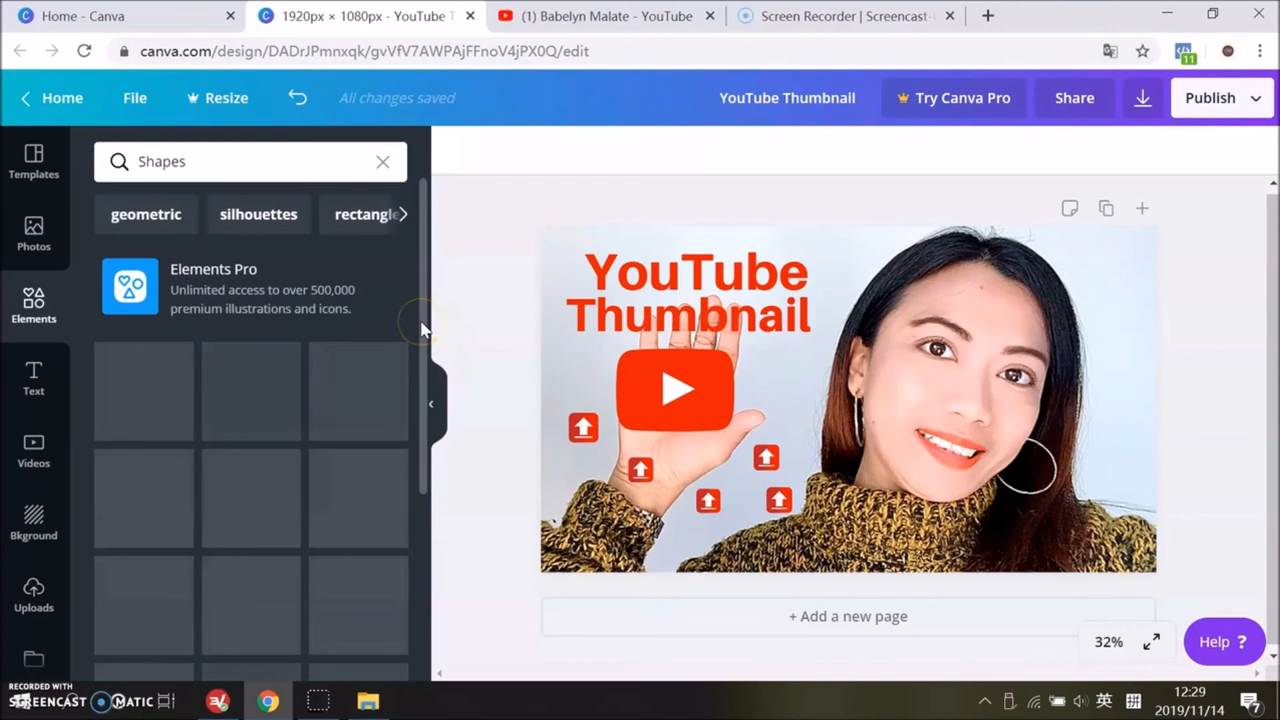 Home - Canva
1920px × 1080px - YouTube T
(1) Babelyn Malate - YouTube
Screen Recorder | Screencast-
canva.com/design/DADrJPmnxqk/gvVfV7AWPAjFFnoV4jPX0Q/edit
11
Home
File
Resize
All changes saved
YouTube Thumbnail
Try Canva Pro
Share
Publish
Templates
Photos
Elements
Text
Videos
Bkground
Uploads
Shapes
geometric
silhouettes
rectangle
Elements Pro
Unlimited access to over 500,000
premium illustrations and icons.
YouTube
Thumbnail
+ Add a new page
32%
Help ?
RECORDED WITH
SCREENCAST MATIC
英
拼
12:29
2019/11/14
7